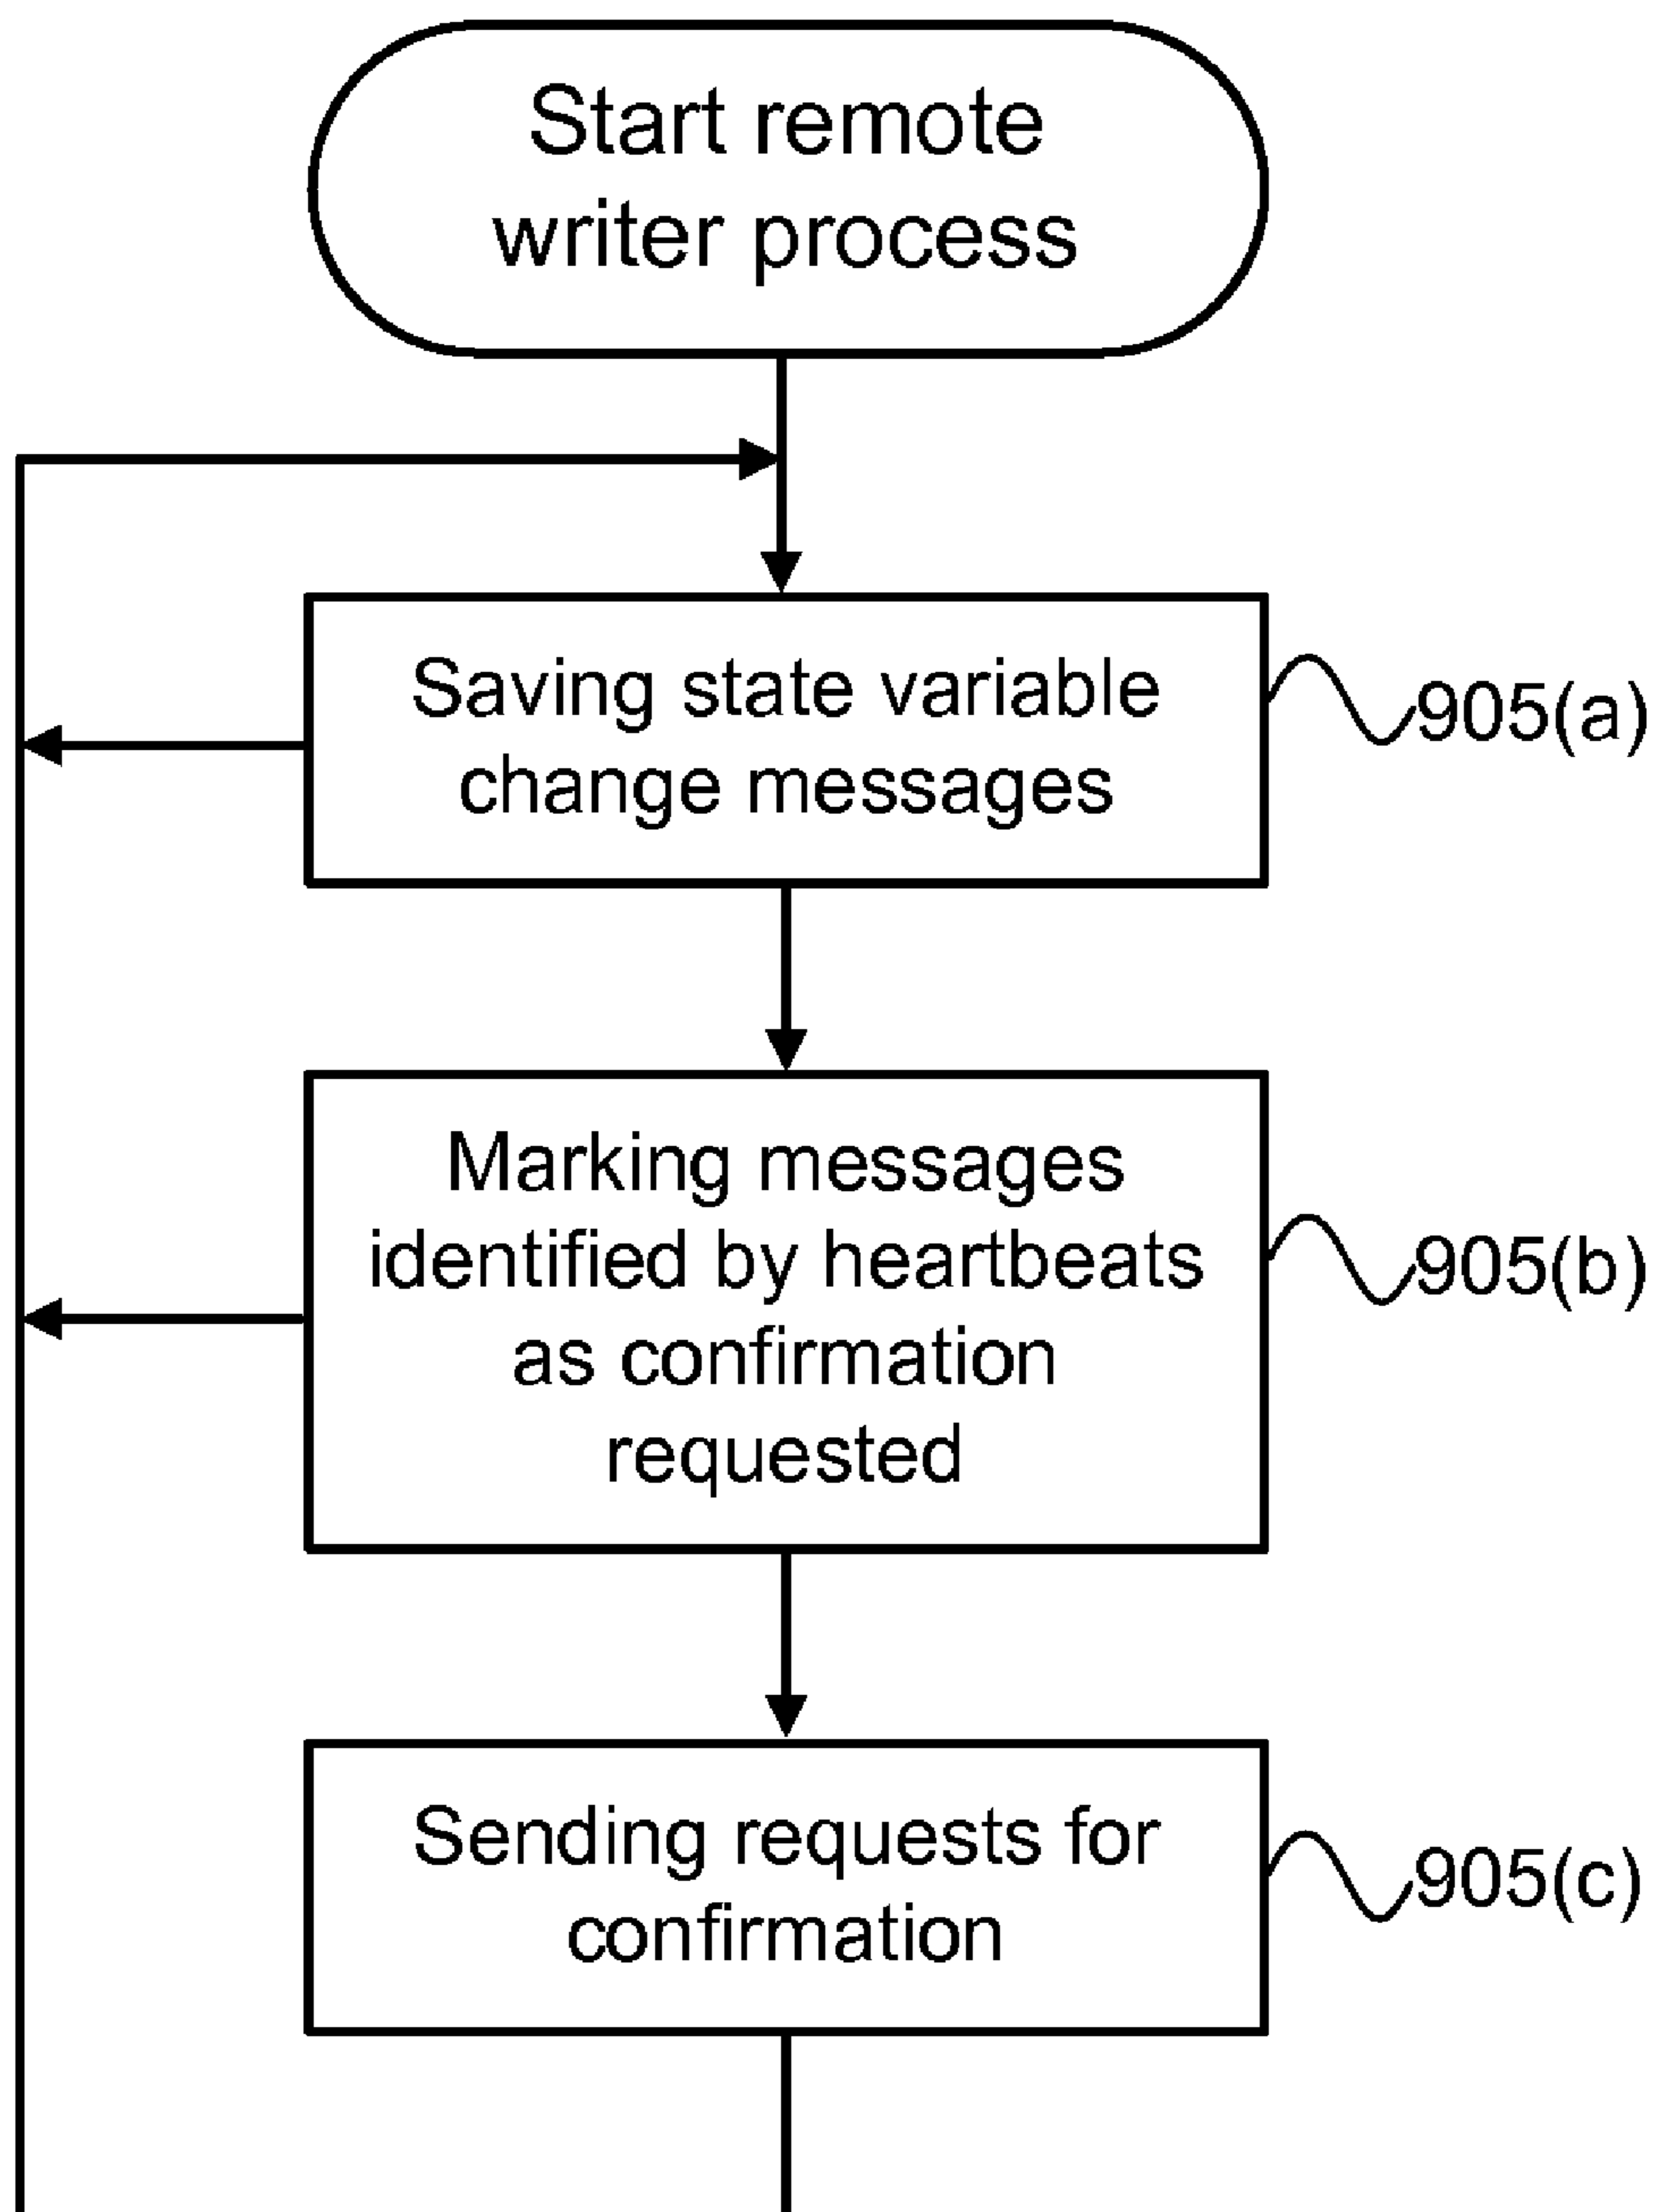 Start remote
writer process
Saving state variable
change messages
905(a)
Marking messages
identified by heartbeats
as confirmation
requested
905(b)
Sending requests for
confirmation
905(c)